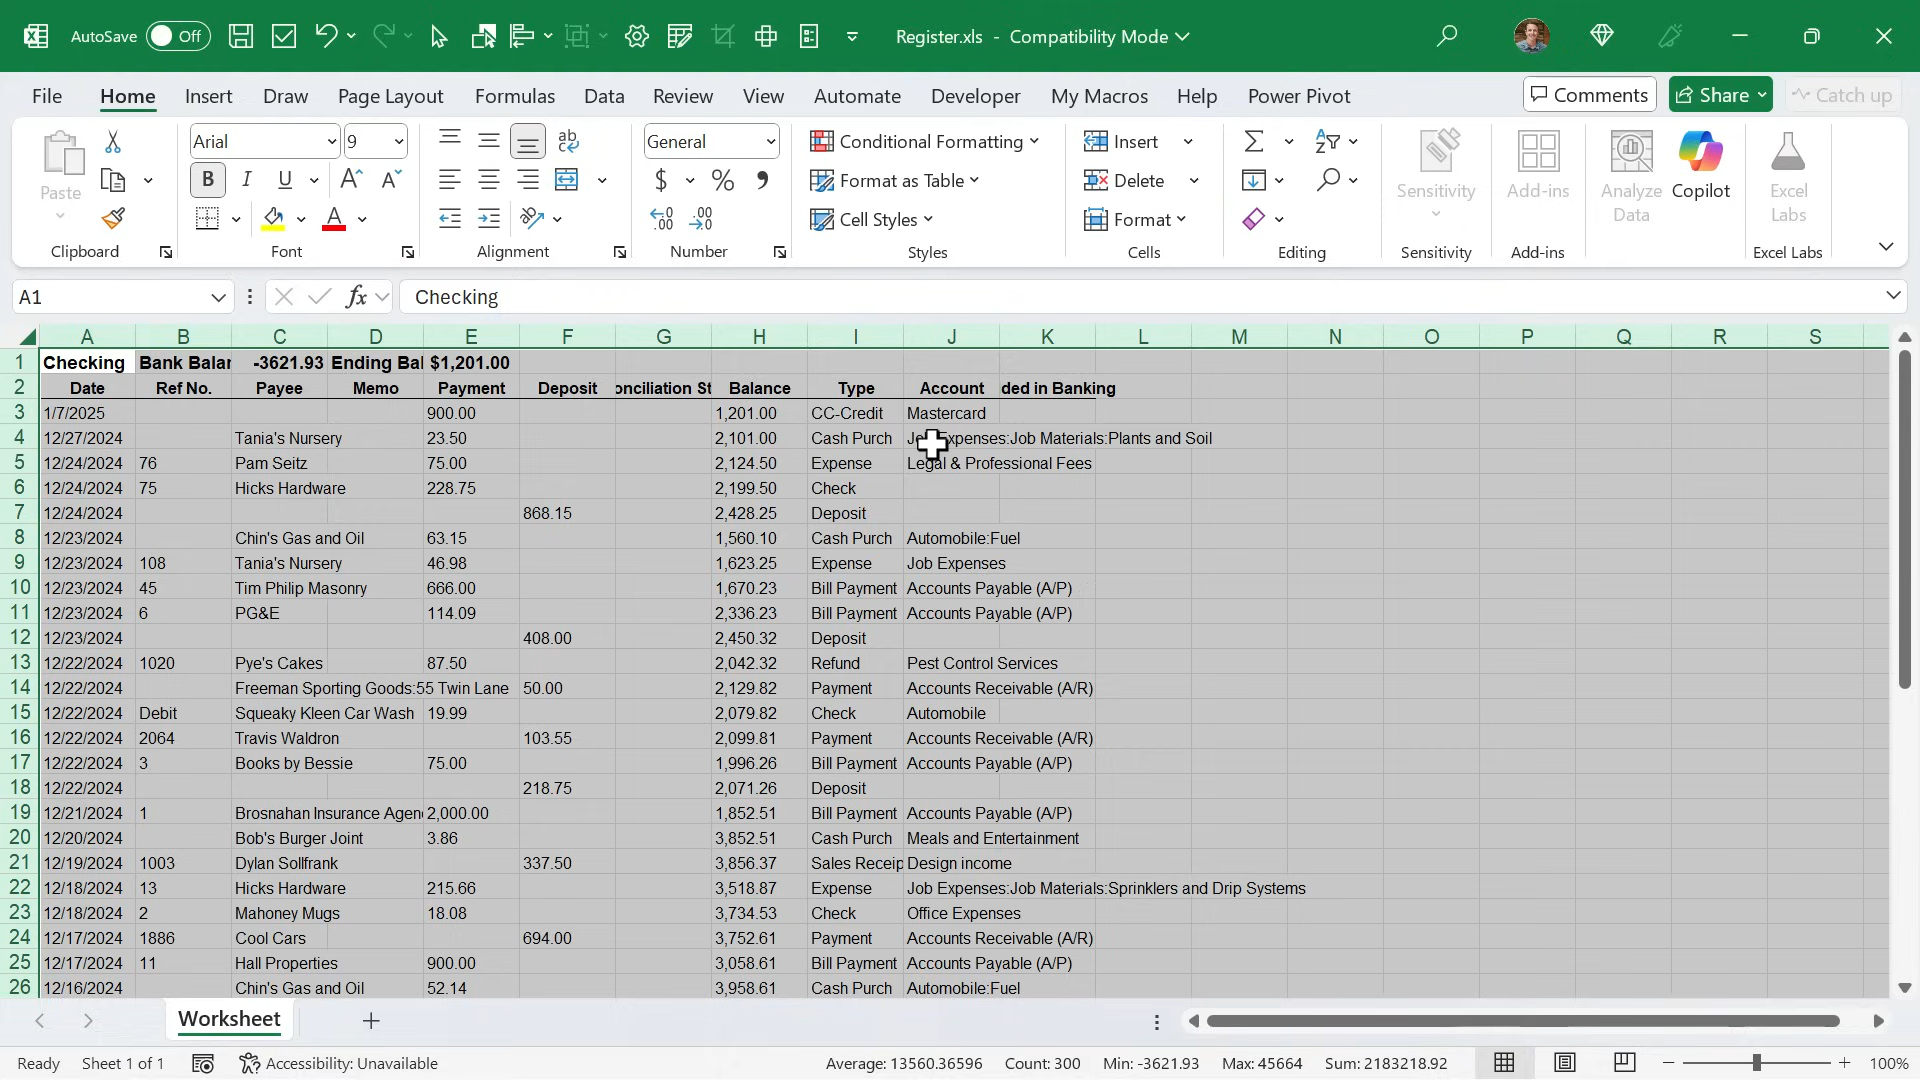 AutoSave Off Register.xls - Compatibility Mode
File Home Insert Draw Page Layout Formulas Data Review View Automate Developer My Macros Help Power Pivot Comments Share Catch up
Paste Arial 9 ab c General Conditional Formatting Insert Sensitivity Add-ins Analyze Data Copilot Excel Labs
B I U A A $ % Format as Table Delete
A Cell Styles Format
Clipboard Font Alignment Number Styles Cells Editing Sensitivity Add-ins Excel Labs
A1 fx Checking
A B C D E F G H I J K L M N O P Q R S
1 Checking Bank Balan -3621.93 Ending Bal $1,201.00
2 Date Ref No. Payee Memo Payment Deposit onciliation St Balance Type Account ded in Banking
3 1/7/2025 900.00 1,201.00 CC-Credit Mastercard
4 12/27/2024 Tania's Nursery 23.50 2,101.00 Cash Purch Job Expenses:Job Materials:Plants and Soil
5 12/24/2024 76 Pam Seitz 75.00 2,124.50 Expense Legal & Professional Fees
6 12/24/2024 75 Hicks Hardware 228.75 2,199.50 Check
7 12/24/2024 868.15 2,428.25 Deposit
8 12/23/2024 Chin's Gas and Oil 63.15 1,560.10 Cash Purch Automobile:Fuel
9 12/23/2024 108 Tania's Nursery 46.98 1,623.25 Expense Job Expenses
10 12/23/2024 45 Tim Philip Masonry 666.00 1,670.23 Bill Payment Accounts Payable (A/P)
11 12/23/2024 6 PG&E 114.09 2,336.23 Bill Payment Accounts Payable (A/P)
12 12/23/2024 408.00 2,450.32 Deposit
13 12/22/2024 1020 Pye's Cakes 87.50 2,042.32 Refund Pest Control Services
14 12/22/2024 Freeman Sporting Goods:55 Twin Lane 50.00 2,129.82 Payment Accounts Receivable (A/R)
15 12/22/2024 Debit Squeaky Kleen Car Wash 19.99 2,079.82 Check Automobile
16 12/22/2024 2064 Travis Waldron 103.55 2,099.81 Payment Accounts Receivable (A/R)
17 12/22/2024 3 Books by Bessie 75.00 1,996.26 Bill Payment Accounts Payable (A/P)
18 12/22/2024 218.75 2,071.26 Deposit
19 12/21/2024 1 Brosnahan Insurance Agen 2,000.00 1,852.51 Bill Payment Accounts Payable (A/P)
20 12/20/2024 Bob's Burger Joint 3.86 3,852.51 Cash Purch Meals and Entertainment
21 12/19/2024 1003 Dylan Sollfrank 337.50 3,856.37 Sales Receip Design income
22 12/18/2024 13 Hicks Hardware 215.66 3,518.87 Expense Job Expenses:Job Materials:Sprinklers and Drip Systems
23 12/18/2024 2 Mahoney Mugs 18.08 3,734.53 Check Office Expenses
24 12/17/2024 1886 Cool Cars 694.00 3,752.61 Payment Accounts Receivable (A/R)
25 12/17/2024 11 Hall Properties 900.00 3,058.61 Bill Payment Accounts Payable (A/P)
26 12/16/2024 Chin's Gas and Oil 52.14 3,958.61 Cash Purch Automobile:Fuel
Worksheet
Ready Sheet 1 of 1 Accessibility: Unavailable Average: 13560.36596 Count: 300 Min: -3621.93 Max: 45664 Sum: 2183218.92 100%